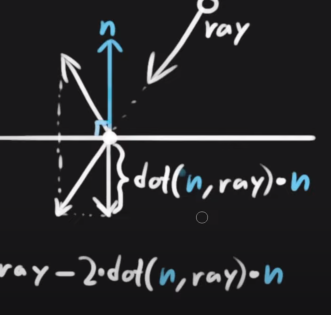 n
ray
dot(n, ray)·n
ray - 2·dot(n, ray)·n